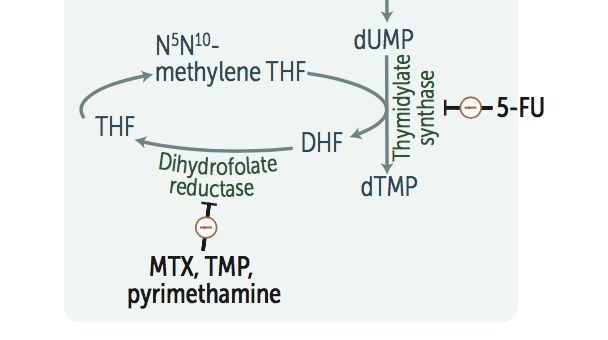 dUMP
N⁵N¹⁰-
methylene THF
Thymidylate
synthase
5-FU
THF
DHF
Dihydrofolate
reductase
dTMP
MTX, TMP,
pyrimethamine